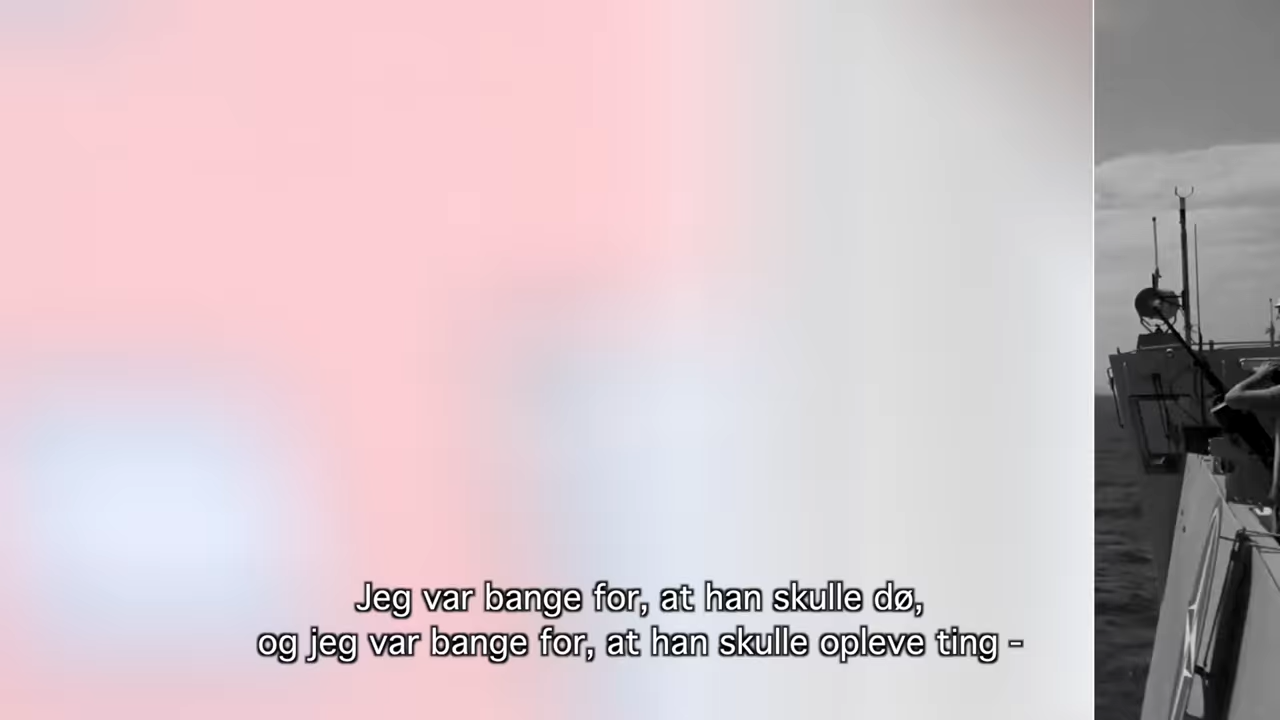 Jeg var bange for, at han skulle dø,
og jeg var bange for, at han skulle opleve ting -